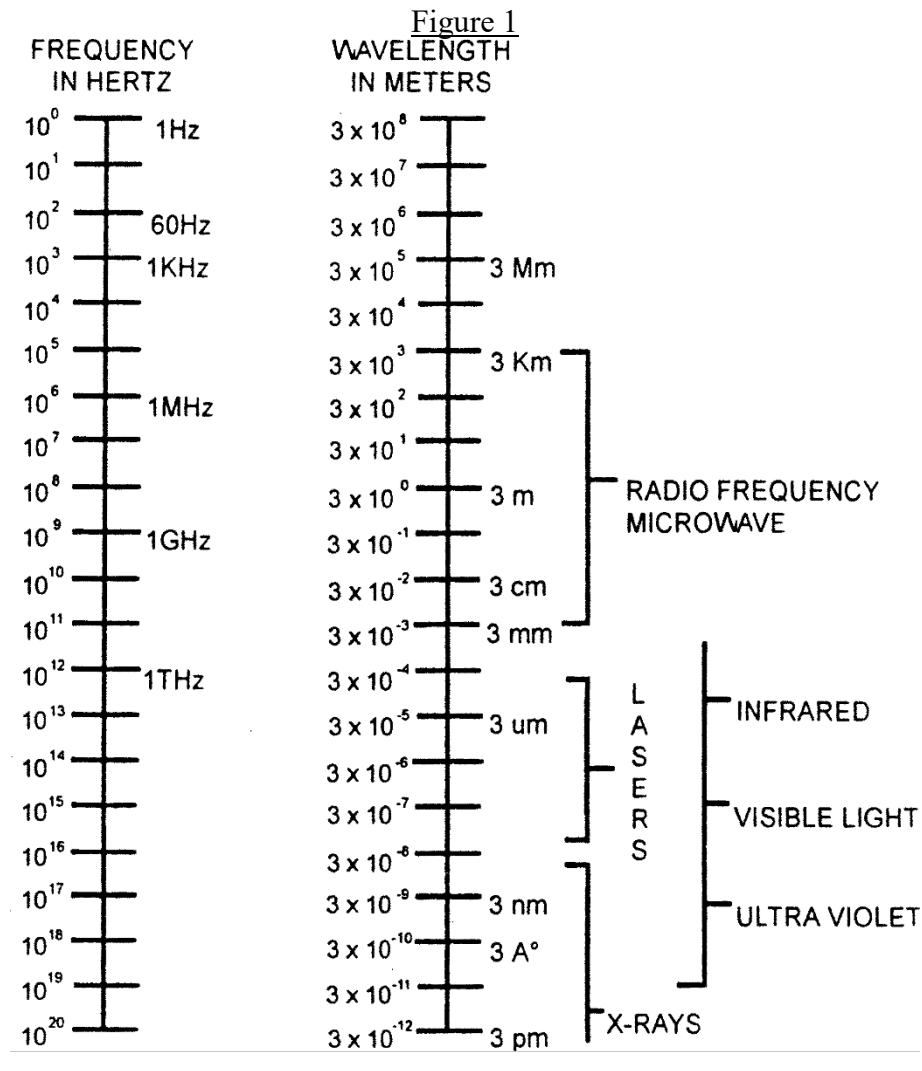 Figure 1
FREQUENCY
IN HERTZ
WAVELENGTH
IN METERS
10⁰ 1Hz 3 x 10⁸
10¹ 3 x 10⁷
10² 60Hz 3 x 10⁶
10³ 1KHz 3 x 10⁵ 3 Mm
10⁴ 3 x 10⁴
10⁵ 3 x 10³ 3 Km
10⁶ 1MHz 3 x 10²
10⁷ 3 x 10¹
10⁸ 3 x 10⁰ 3 m RADIO FREQUENCY
MICROWAVE
10⁹ 1GHz 3 x 10⁻¹
10¹⁰ 3 x 10⁻² 3 cm
10¹¹ 3 x 10⁻³ 3 mm
10¹² 1THz 3 x 10⁻⁴
LASERS
10¹³ 3 x 10⁻⁵ 3 um INFRARED
10¹⁴ 3 x 10⁻⁶
10¹⁵ 3 x 10⁻⁷ VISIBLE LIGHT
10¹⁶ 3 x 10⁻⁸
10¹⁷ 3 x 10⁻⁹ 3 nm ULTRA VIOLET
10¹⁸ 3 x 10⁻¹⁰ 3 A°
10¹⁹ 3 x 10⁻¹¹
10²⁰ 3 x 10⁻¹² 3 pm X-RAYS